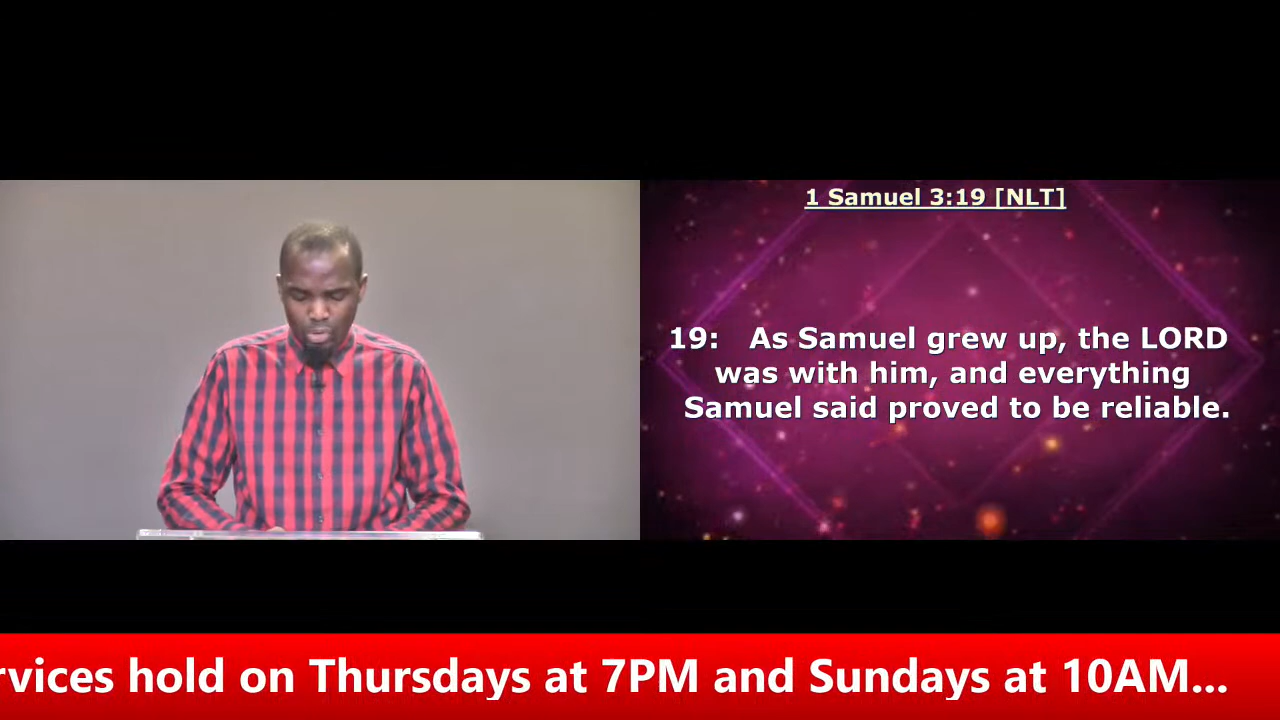 1 Samuel 3:19 [NLT]
19: As Samuel grew up, the LORD
was with him, and everything
Samuel said proved to be reliable.
rvices hold on Thursdays at 7PM and Sundays at 10AM...